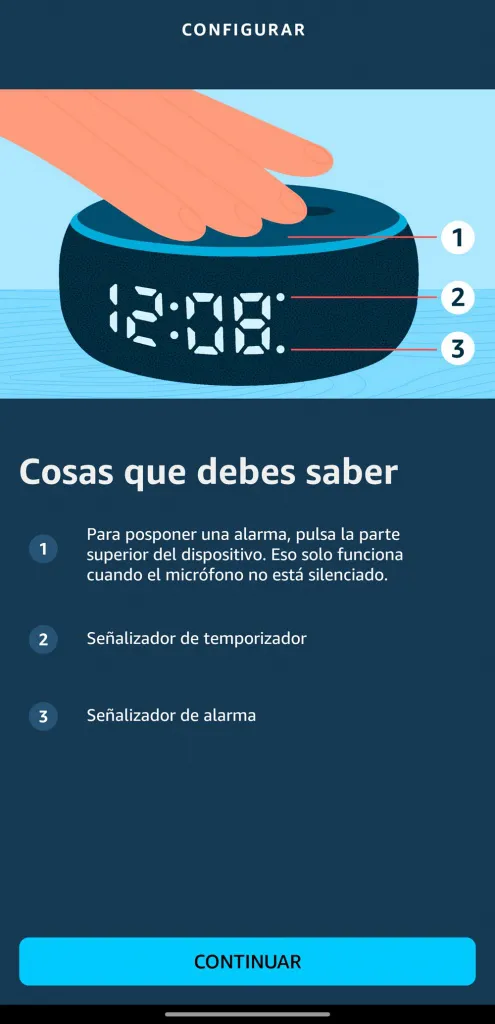 CONFIGURAR
12:08
1
2
3
Cosas que debes saber
1
Para posponer una alarma, pulsa la parte
superior del dispositivo. Eso solo funciona
cuando el micrófono no está silenciado.
2
Señalizador de temporizador
3
Señalizador de alarma
CONTINUAR